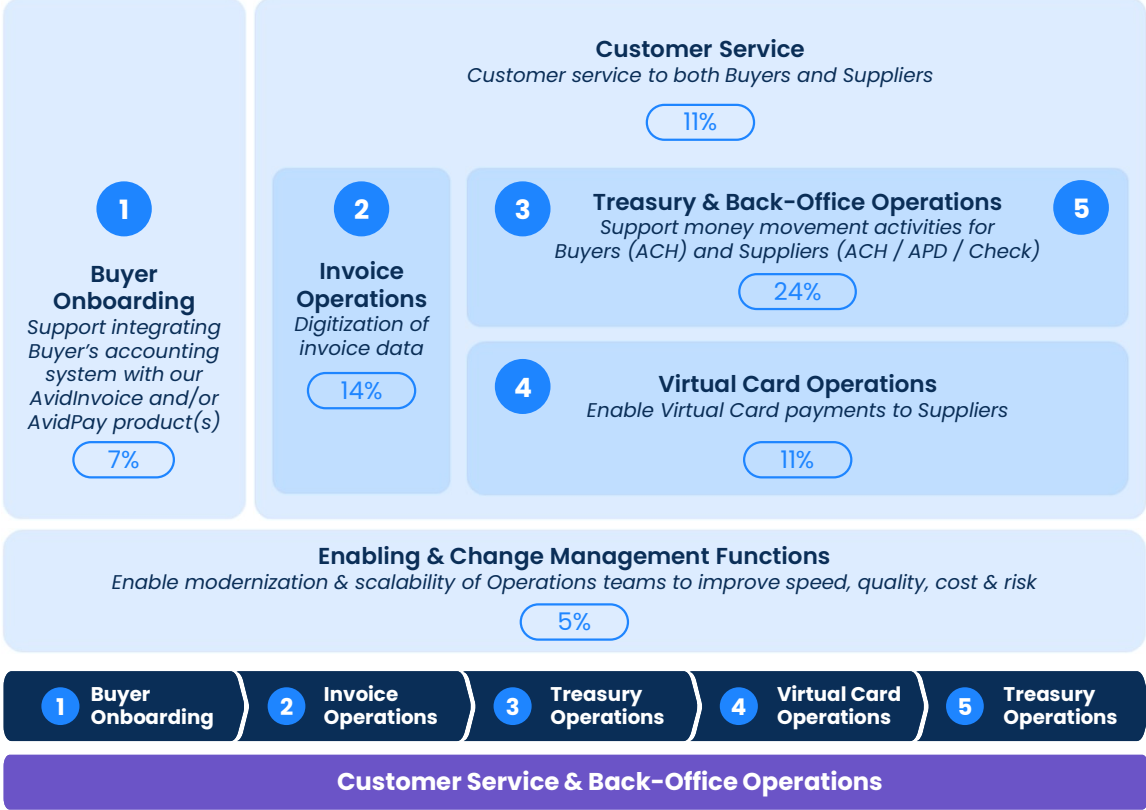 Customer Service
Customer service to both Buyers and Suppliers
11%
1
Buyer
Onboarding
Support integrating
Buyer’s accounting
system with our
AvidInvoice and/or
AvidPay product(s)
7%
2
Invoice
Operations
Digitization of
invoice data
14%
3
Treasury & Back-Office Operations
Support money movement activities for
Buyers (ACH) and Suppliers (ACH / APD / Check)
24%
5
4
Virtual Card Operations
Enable Virtual Card payments to Suppliers
11%
Enabling & Change Management Functions
Enable modernization & scalability of Operations teams to improve speed, quality, cost & risk
5%
1
Buyer
Onboarding
2
Invoice
Operations
3
Treasury
Operations
4
Virtual Card
Operations
5
Treasury
Operations
Customer Service & Back-Office Operations